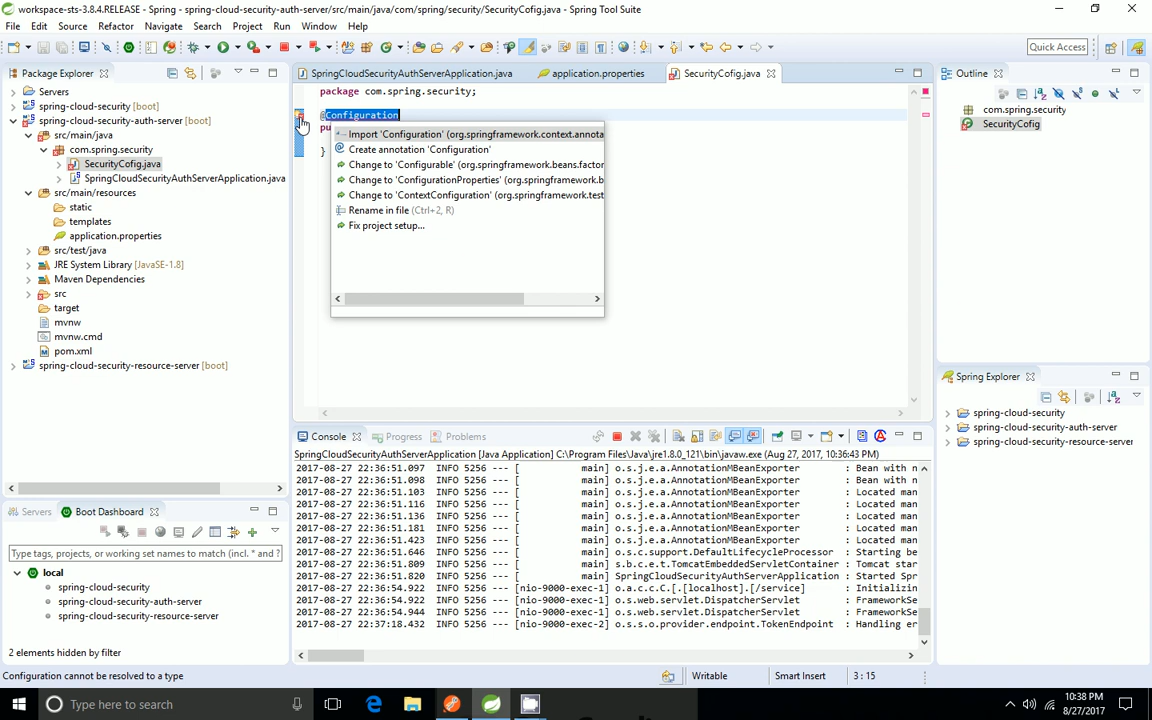 workspace-sts-3.8.4.RELEASE - Spring - spring-cloud-security-auth-server/src/main/java/com/spring/security/SecurityCofig.java - Spring Tool Suite
File Edit Source Refactor Navigate Search Project Run Window Help
Quick Access
Package Explorer
SpringCloudSecurityAuthServerApplication.java
application.properties
SecurityCofig.java
Outline
Servers
spring-cloud-security [boot]
spring-cloud-security-auth-server [boot]
src/main/java
com.spring.security
SecurityCofig.java
SpringCloudSecurityAuthServerApplication.java
src/main/resources
static
templates
application.properties
src/test/java
JRE System Library [JavaSE-1.8]
Maven Dependencies
src
target
mvnw
mvnw.cmd
pom.xml
spring-cloud-security-resource-server [boot]
package com.spring.security;
@Configuration
pu
}
Import 'Configuration' (org.springframework.context.annota
Create annotation 'Configuration'
Change to 'Configurable' (org.springframework.beans.factor
Change to 'ConfigurationProperties' (org.springframework.b
Change to 'ContextConfiguration' (org.springframework.test
Rename in file (Ctrl+2, R)
Fix project setup...
com.spring.security
SecurityCofig
Spring Explorer
spring-cloud-security
spring-cloud-security-auth-server
spring-cloud-security-resource-server
Servers
Boot Dashboard
Type tags, projects, or working set names to match (incl. * and ?
local
spring-cloud-security
spring-cloud-security-auth-server
spring-cloud-security-resource-server
2 elements hidden by filter
Console
Progress
Problems
SpringCloudSecurityAuthServerApplication [Java Application] C:\Program Files\Java\jre1.8.0_121\bin\javaw.exe (Aug 27, 2017, 10:36:43 PM)
2017-08-27 22:36:51.097 INFO 5256 --- [ main] o.s.j.e.a.AnnotationMBeanExporter : Bean with n
2017-08-27 22:36:51.098 INFO 5256 --- [ main] o.s.j.e.a.AnnotationMBeanExporter : Bean with n
2017-08-27 22:36:51.103 INFO 5256 --- [ main] o.s.j.e.a.AnnotationMBeanExporter : Located man
2017-08-27 22:36:51.116 INFO 5256 --- [ main] o.s.j.e.a.AnnotationMBeanExporter : Located man
2017-08-27 22:36:51.136 INFO 5256 --- [ main] o.s.j.e.a.AnnotationMBeanExporter : Located man
2017-08-27 22:36:51.181 INFO 5256 --- [ main] o.s.j.e.a.AnnotationMBeanExporter : Located man
2017-08-27 22:36:51.423 INFO 5256 --- [ main] o.s.j.e.a.AnnotationMBeanExporter : Located man
2017-08-27 22:36:51.646 INFO 5256 --- [ main] o.s.c.support.DefaultLifecycleProcessor : Starting be
2017-08-27 22:36:51.809 INFO 5256 --- [ main] s.b.c.e.t.TomcatEmbeddedServletContainer : Tomcat star
2017-08-27 22:36:51.820 INFO 5256 --- [ main] SpringCloudSecurityAuthServerApplication : Started Spr
2017-08-27 22:36:54.922 INFO 5256 --- [nio-9000-exec-1] o.a.c.c.C.[.[localhost].[/service] : Initializin
2017-08-27 22:36:54.922 INFO 5256 --- [nio-9000-exec-1] o.s.web.servlet.DispatcherServlet : FrameworkSe
2017-08-27 22:36:54.944 INFO 5256 --- [nio-9000-exec-1] o.s.web.servlet.DispatcherServlet : FrameworkSe
2017-08-27 22:37:18.432 INFO 5256 --- [nio-9000-exec-2] o.s.s.o.provider.endpoint.TokenEndpoint : Handling er
Configuration cannot be resolved to a type
Writable
Smart Insert
3 : 15
Type here to search
10:38 PM
8/27/2017